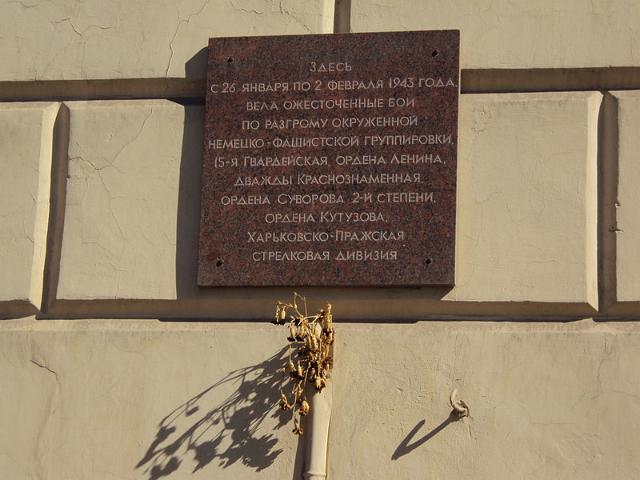 Здесь
с 26 января по 2 февраля 1943 года
вела ожесточенные бои
по разгрому окруженной
немецко-фашистской группировки
15-я Гвардейская, ордена Ленина,
дважды Краснознаменная,
ордена Суворова 2-й степени,
ордена Кутузова,
Харьковско-Пражская
стрелковая дивизия